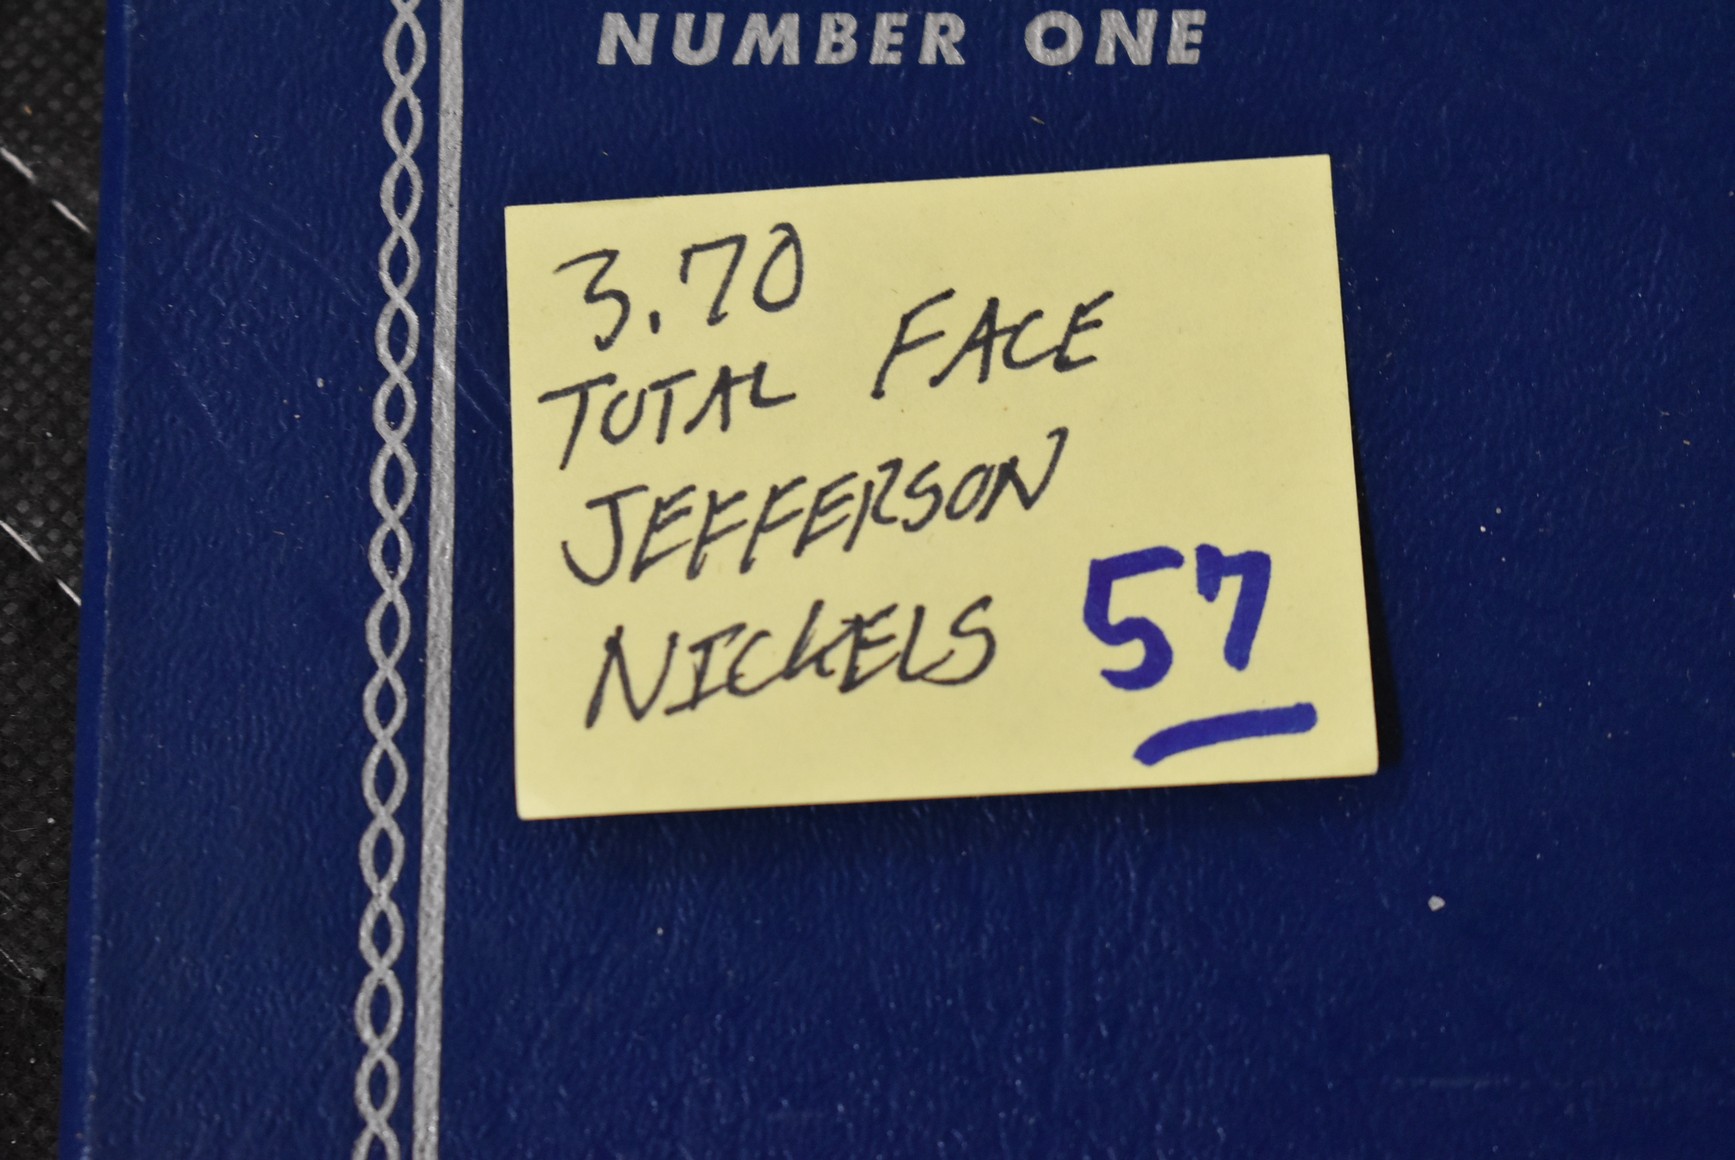 NUMBER ONE
3.70
TOTAL FACE
JEFFERSON
NICKELS 57